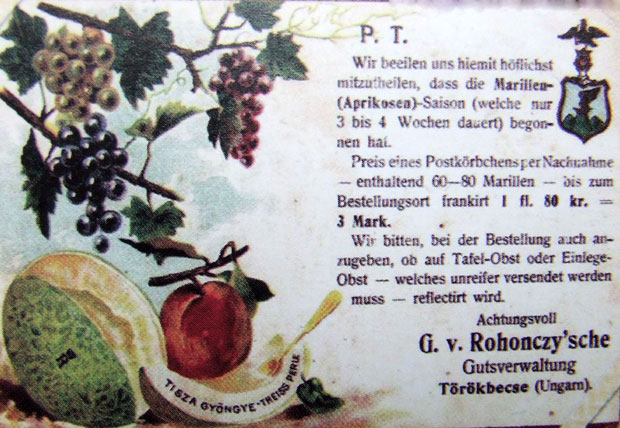 P. T.
Wir beeilen uns hiemit höflichst
mitzutheilen, dass die Marillen-
(Aprikosen)-Saison (welche nur
3 bis 4 Wochen dauert) begon-
nen hat.
Preis eines Postkörbchens per Nachnahme
— enthaltend 60—80 Marillen — bis zum
Bestellungsort frankirt 1 fl. 80 kr. =
3 Mark.
Wir bitten, bei der Bestellung auch an-
zugeben, ob auf Tafel-Obst oder Einlege-
Obst — welches unreifer versendet werden
muss — reflectirt wird.
Achtungsvoll
G. v. Rohonczy'sche
Gutsverwaltung
Törökbecse (Ungarn).
TISZA GYÖNGYE-TREISS PERLE